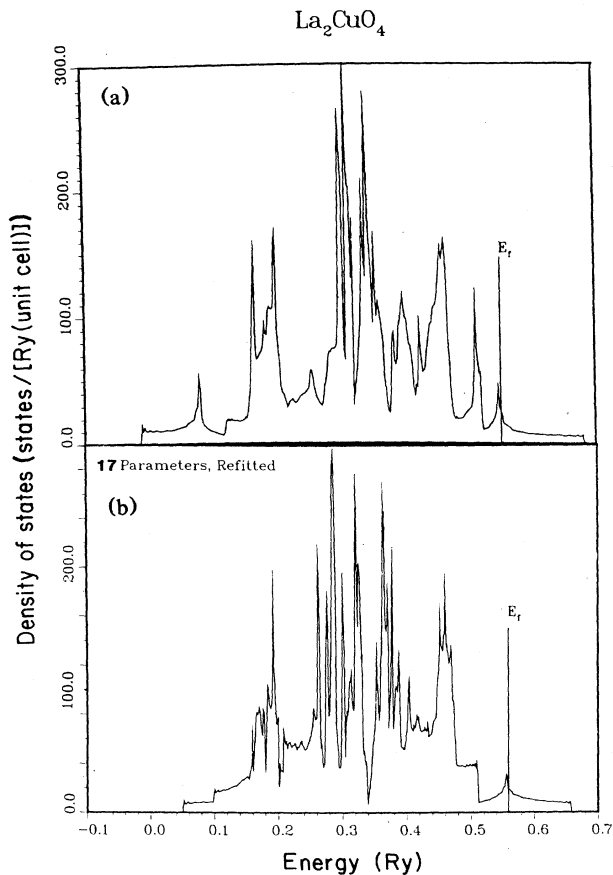 La₂CuO₄
300.0
(a)
200.0
E_f
100.0
0.0
17 Parameters, Refitted
(b)
200.0
E_f
100.0
0.0
-0.1 0.0 0.1 0.2 0.3 0.4 0.5 0.6 0.7
Energy (Ry)
Density of states (states/[Ry(unit cell)])